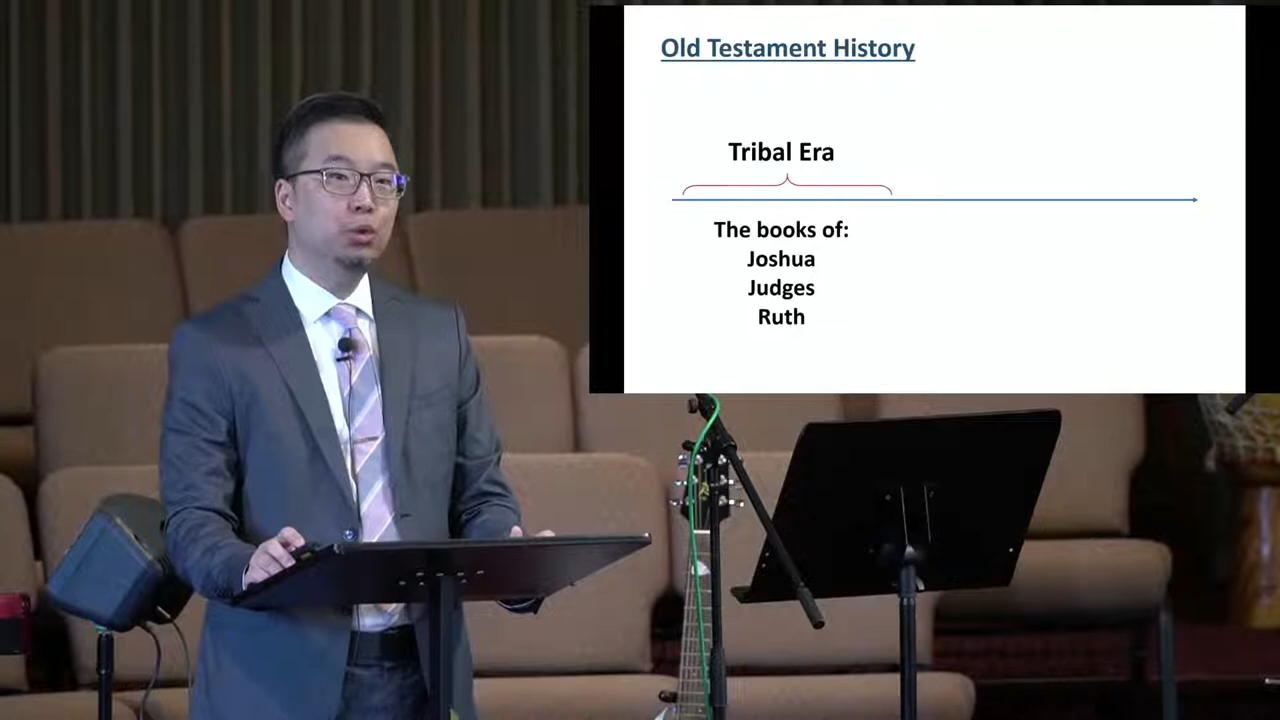 Old Testament History
Tribal Era
The books of:
Joshua
Judges
Ruth